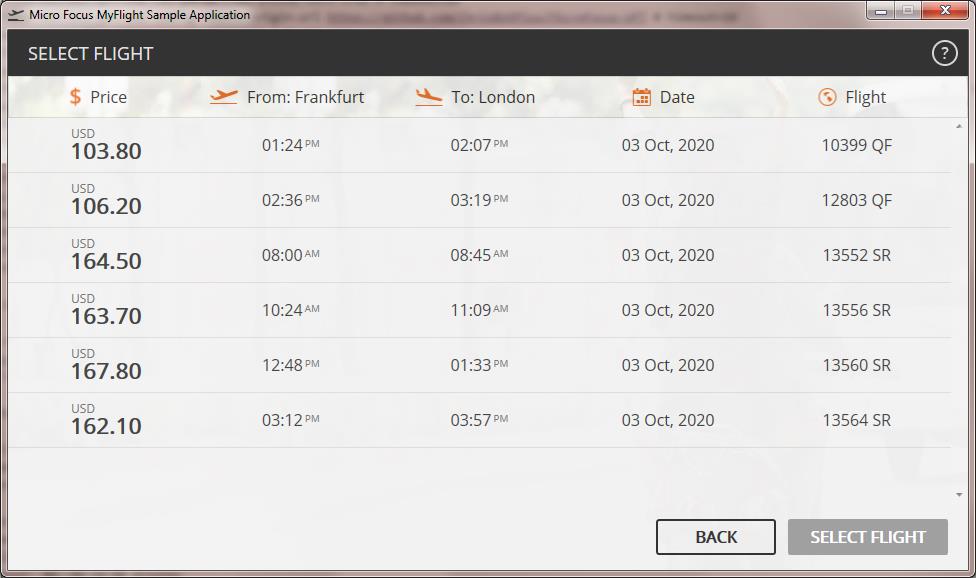 Micro Focus MyFlight Sample Application
SELECT FLIGHT ?
$ Price From: Frankfurt To: London Date Flight
USD
103.80 01:24 PM 02:07 PM 03 Oct, 2020 10399 QF
USD
106.20 02:36 PM 03:19 PM 03 Oct, 2020 12803 QF
USD
164.50 08:00 AM 08:45 AM 03 Oct, 2020 13552 SR
USD
163.70 10:24 AM 11:09 AM 03 Oct, 2020 13556 SR
USD
167.80 12:48 PM 01:33 PM 03 Oct, 2020 13560 SR
USD
162.10 03:12 PM 03:57 PM 03 Oct, 2020 13564 SR
BACK SELECT FLIGHT